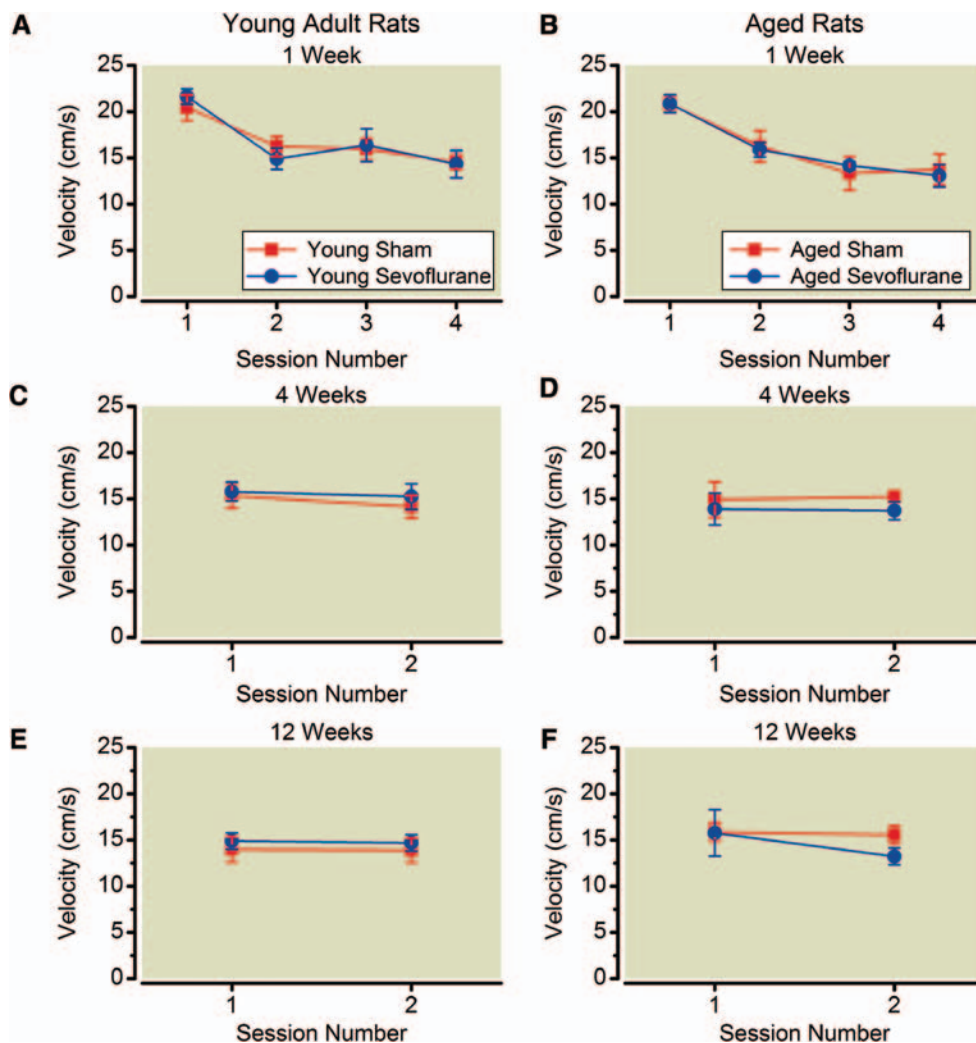 A
Young Adult Rats
1 Week
Velocity (cm/s)
25
20
15
10
5
0
Young Sham
Young Sevoflurane
1 2 3 4
Session Number
B
Aged Rats
1 Week
Velocity (cm/s)
25
20
15
10
5
0
Aged Sham
Aged Sevoflurane
1 2 3 4
Session Number
C
4 Weeks
Velocity (cm/s)
25
20
15
10
5
0
1 2
Session Number
D
4 Weeks
Velocity (cm/s)
25
20
15
10
5
0
1 2
Session Number
E
12 Weeks
Velocity (cm/s)
25
20
15
10
5
0
1 2
Session Number
F
12 Weeks
Velocity (cm/s)
25
20
15
10
5
0
1 2
Session Number